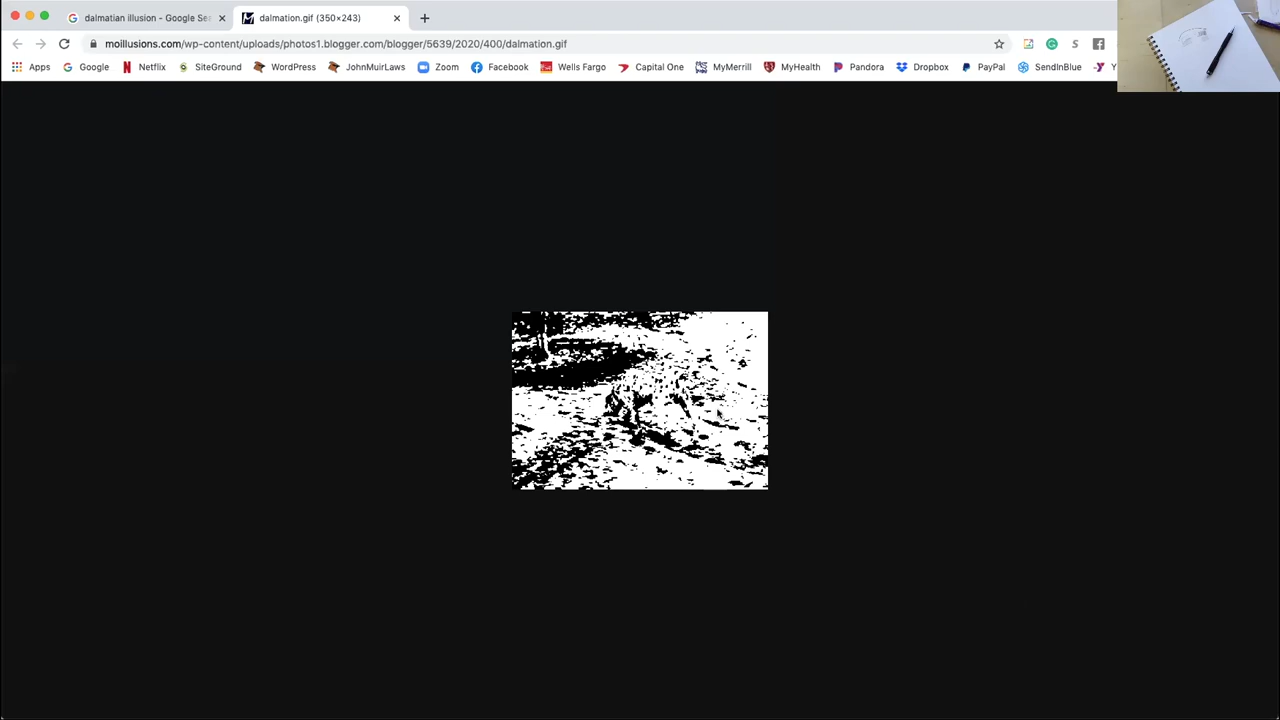 dalmatian illusion - Google Se
dalmation.gif (350×243)
moillusions.com/wp-content/uploads/photos1.blogger.com/blogger/5639/2020/400/dalmation.gif
Apps Google Netflix SiteGround WordPress JohnMuirLaws Zoom Facebook Wells Fargo Capital One MyMerrill MyHealth Pandora Dropbox PayPal SendInBlue Y